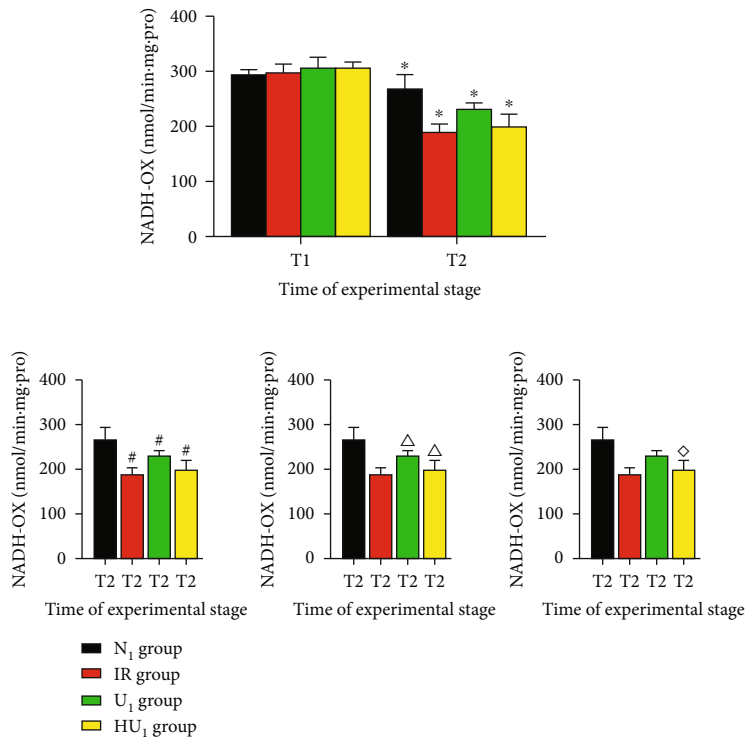 NADH-OX (nmol/min·mg·pro)
400
300
200
100
0
* * * *
T1 T2
Time of experimental stage
NADH-OX (nmol/min·mg·pro)
400
300
200
100
0
# # #
T2 T2 T2 T2
Time of experimental stage
NADH-OX (nmol/min·mg·pro)
400
300
200
100
0
△ △
T2 T2 T2 T2
Time of experimental stage
NADH-OX (nmol/min·mg·pro)
400
300
200
100
0
◇
T2 T2 T2 T2
Time of experimental stage
N₁ group
IR group
U₁ group
HU₁ group